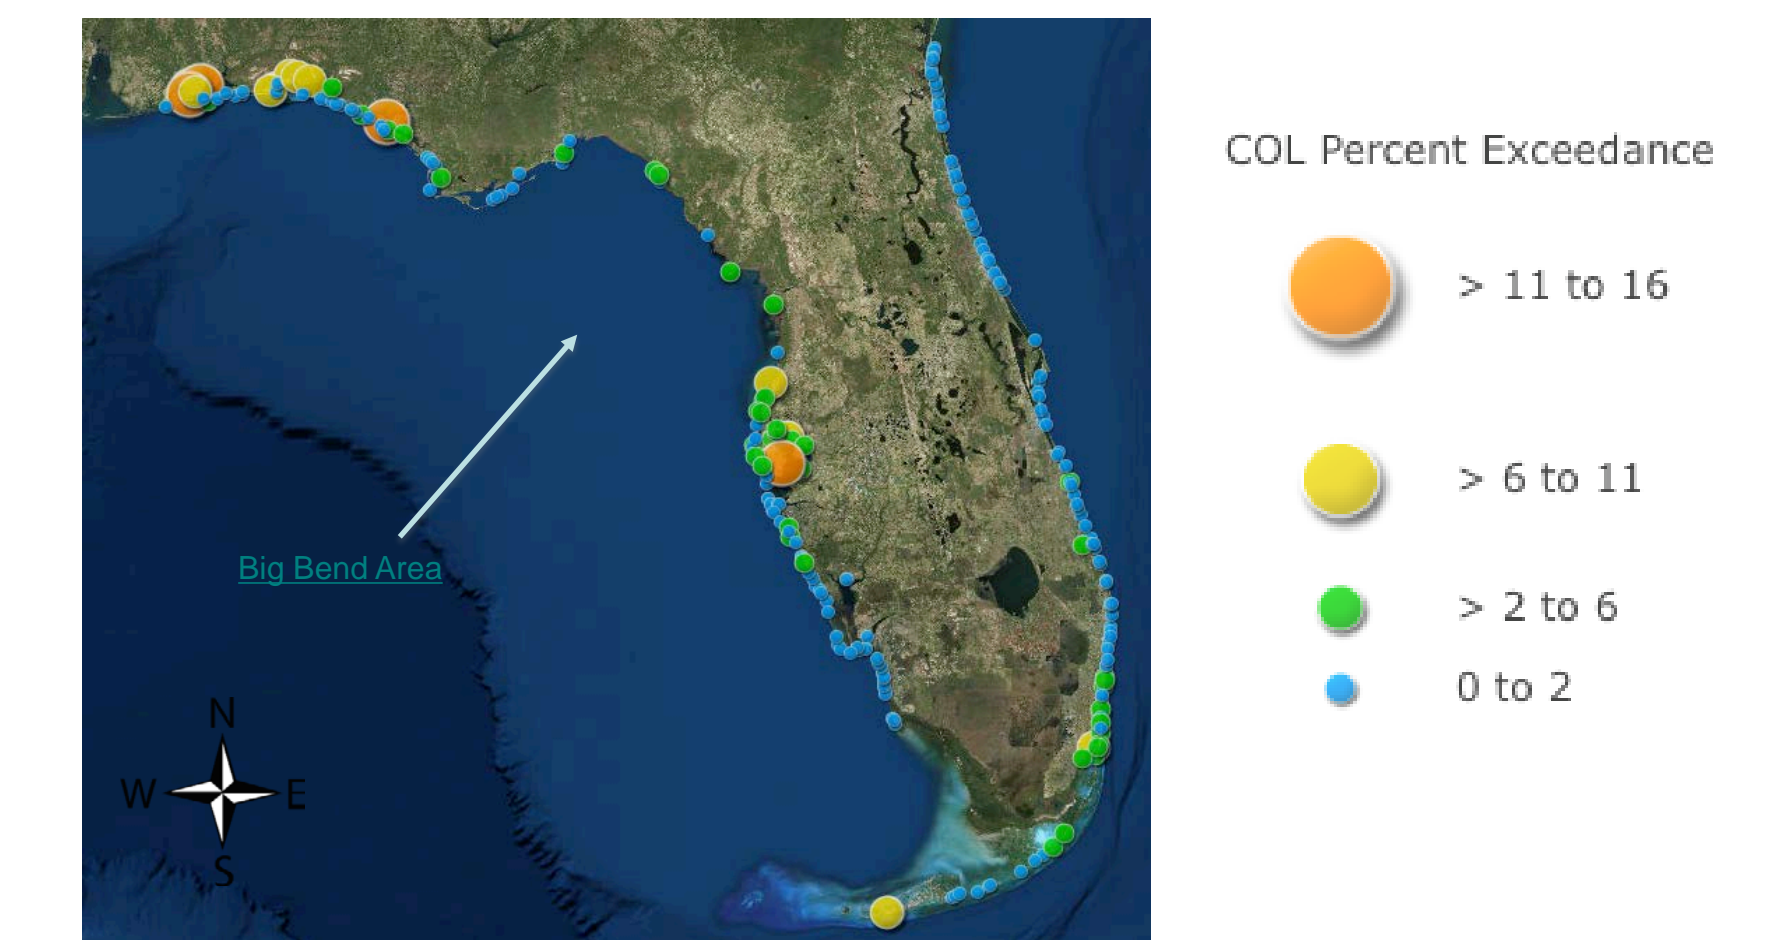 COL Percent Exceedance
> 11 to 16
> 6 to 11
> 2 to 6
0 to 2
Big Bend Area
N
W E
S